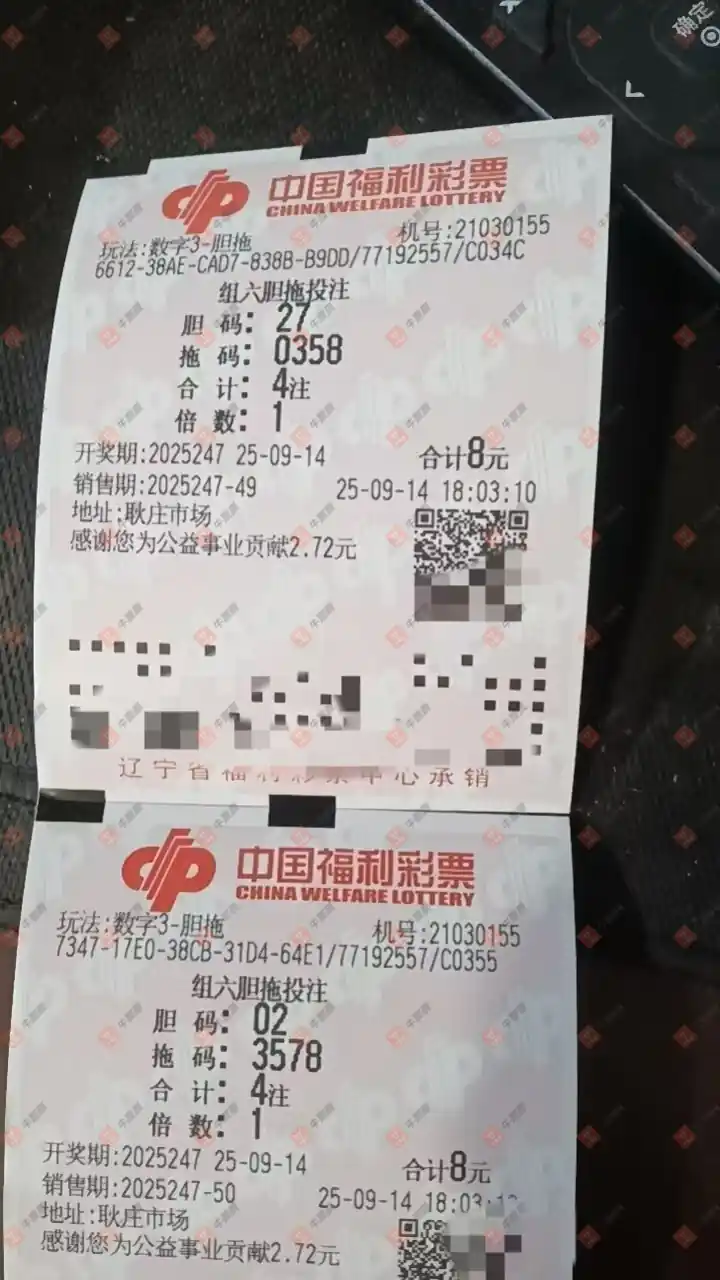 确定
中国福利彩票
CHINA WELFARE LOTTERY
玩法:数字3-胆拖 机号:21030155
6612-38AE-CAD7-838B-B9DD/77192557/C034C
组六胆拖投注
胆 码: 27
拖 码: 0358
合 计: 4注
倍 数: 1
开奖期:2025247 25-09-14 合计8元
销售期:2025247-49 25-09-14 18:03:10
地址:耿庄市场
感谢您为公益事业贡献2.72元
辽宁省福利彩票中心承销
中国福利彩票
CHINA WELFARE LOTTERY
玩法:数字3-胆拖 机号:21030155
7347-17E0-38CB-31D4-64E1/77192557/C0355
组六胆拖投注
胆 码: 02
拖 码: 3578
合 计: 4注
倍 数: 1
开奖期:2025247 25-09-14 合计8元
销售期:2025247-50 25-09-14 18:03:
地址:耿庄市场
感谢您为公益事业贡献2.72元